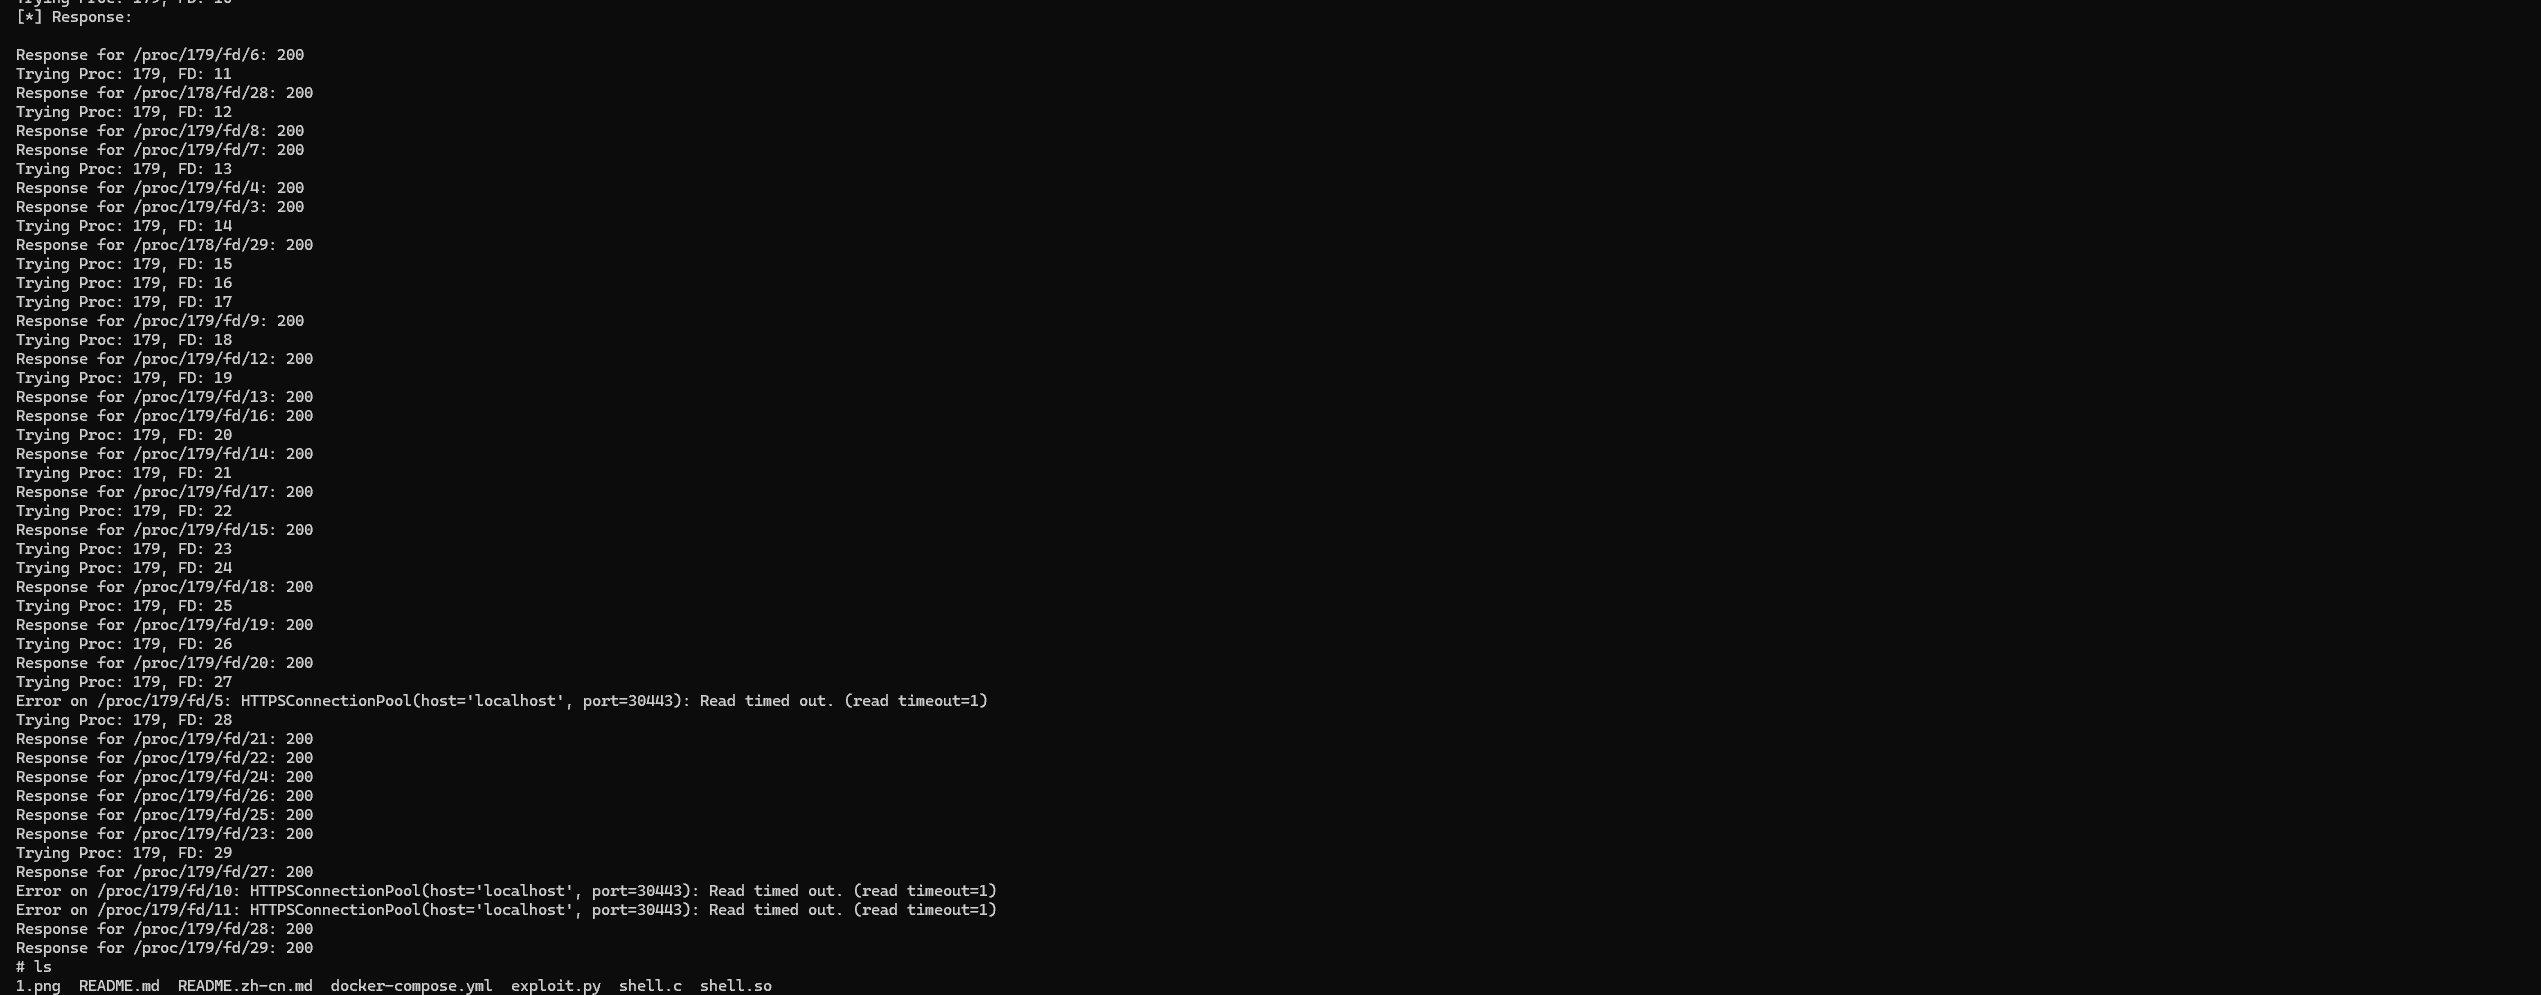 Trying Proc: 179, FD: 10
[*] Response:
Response for /proc/179/fd/6: 200
Trying Proc: 179, FD: 11
Response for /proc/178/fd/28: 200
Trying Proc: 179, FD: 12
Response for /proc/179/fd/8: 200
Response for /proc/179/fd/7: 200
Trying Proc: 179, FD: 13
Response for /proc/179/fd/4: 200
Response for /proc/179/fd/3: 200
Trying Proc: 179, FD: 14
Response for /proc/178/fd/29: 200
Trying Proc: 179, FD: 15
Trying Proc: 179, FD: 16
Trying Proc: 179, FD: 17
Response for /proc/179/fd/9: 200
Trying Proc: 179, FD: 18
Response for /proc/179/fd/12: 200
Trying Proc: 179, FD: 19
Response for /proc/179/fd/13: 200
Response for /proc/179/fd/16: 200
Trying Proc: 179, FD: 20
Response for /proc/179/fd/14: 200
Trying Proc: 179, FD: 21
Response for /proc/179/fd/17: 200
Trying Proc: 179, FD: 22
Response for /proc/179/fd/15: 200
Trying Proc: 179, FD: 23
Trying Proc: 179, FD: 24
Response for /proc/179/fd/18: 200
Trying Proc: 179, FD: 25
Response for /proc/179/fd/19: 200
Trying Proc: 179, FD: 26
Response for /proc/179/fd/20: 200
Trying Proc: 179, FD: 27
Error on /proc/179/fd/5: HTTPSConnectionPool(host='localhost', port=30443): Read timed out. (read timeout=1)
Trying Proc: 179, FD: 28
Response for /proc/179/fd/21: 200
Response for /proc/179/fd/22: 200
Response for /proc/179/fd/24: 200
Response for /proc/179/fd/26: 200
Response for /proc/179/fd/25: 200
Response for /proc/179/fd/23: 200
Trying Proc: 179, FD: 29
Response for /proc/179/fd/27: 200
Error on /proc/179/fd/10: HTTPSConnectionPool(host='localhost', port=30443): Read timed out. (read timeout=1)
Error on /proc/179/fd/11: HTTPSConnectionPool(host='localhost', port=30443): Read timed out. (read timeout=1)
Response for /proc/179/fd/28: 200
Response for /proc/179/fd/29: 200
# ls
1.png  README.md  README.zh-cn.md  docker-compose.yml  exploit.py  shell.c  shell.so